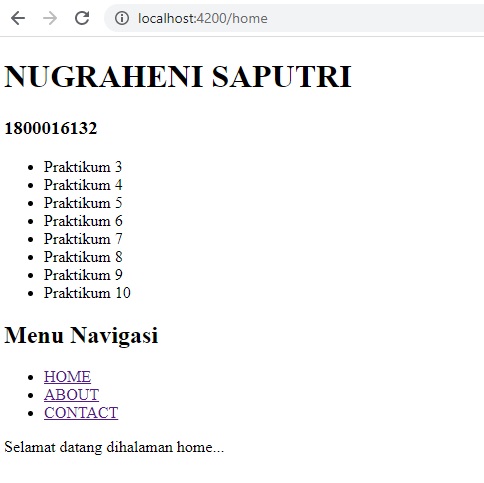 localhost:4200/home
NUGRAHENI SAPUTRI
1800016132
Praktikum 3
Praktikum 4
Praktikum 5
Praktikum 6
Praktikum 7
Praktikum 8
Praktikum 9
Praktikum 10
Menu Navigasi
HOME
ABOUT
CONTACT
Selamat datang dihalaman home...